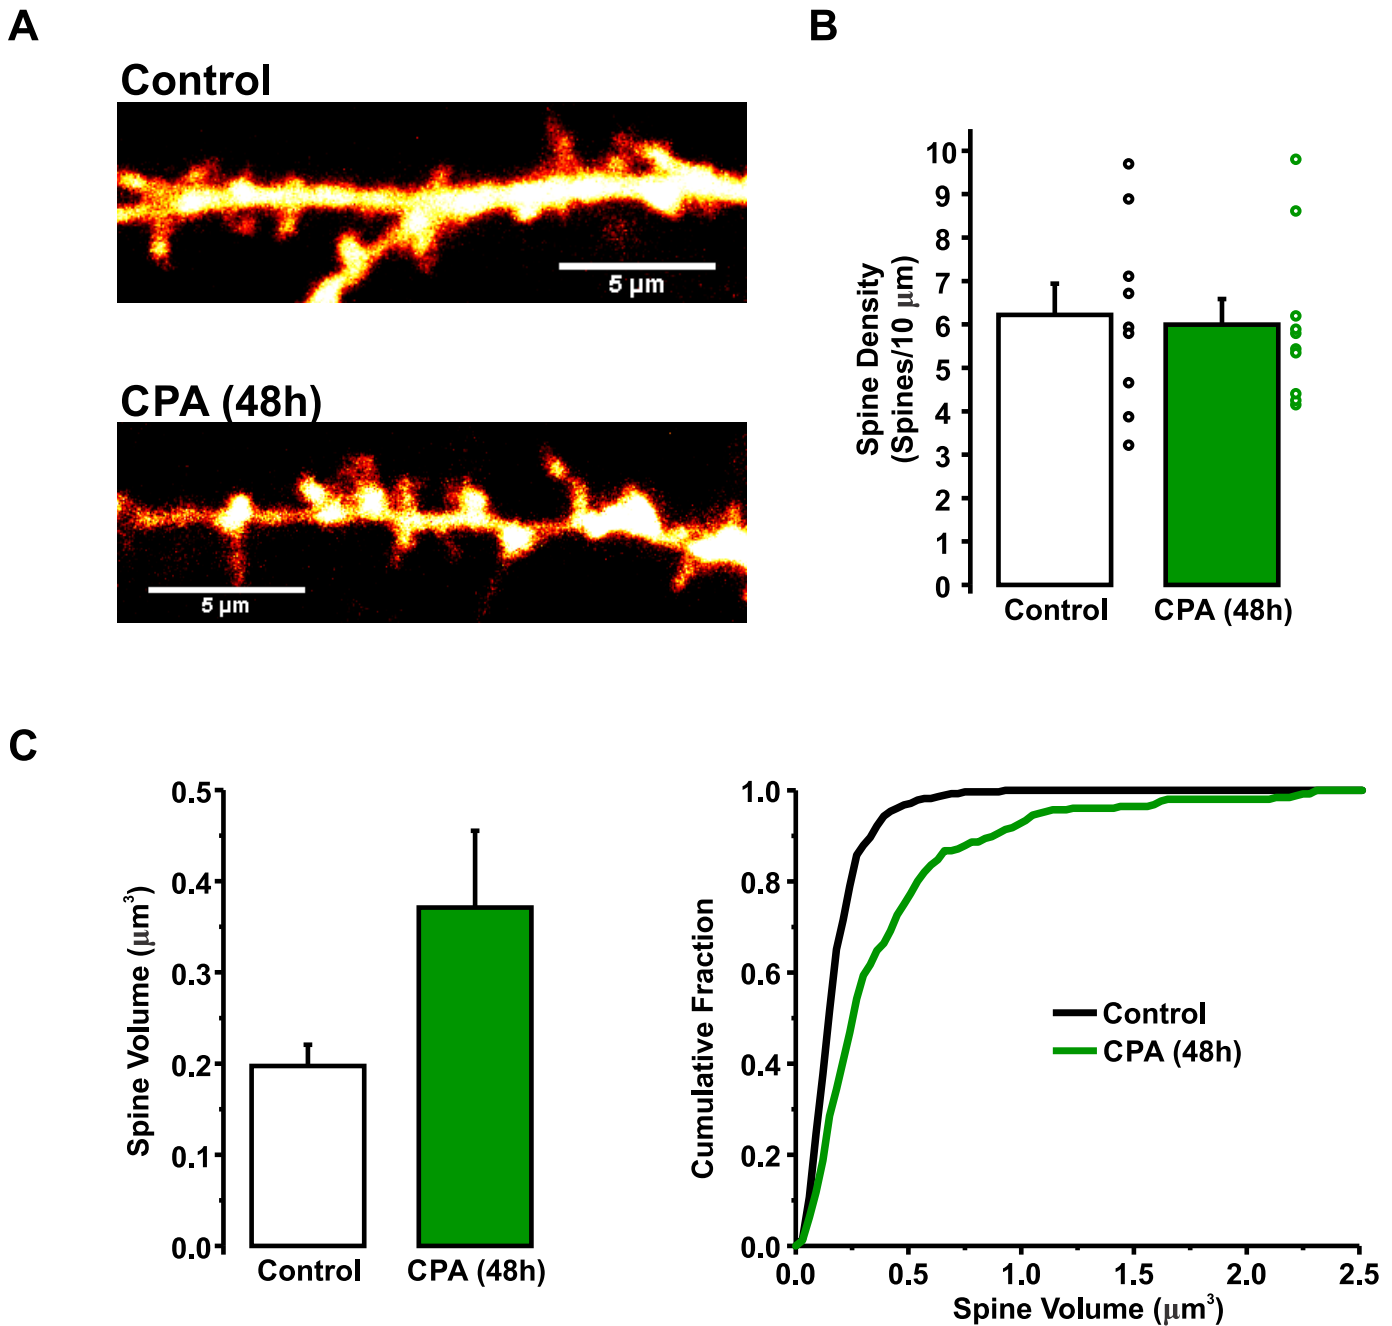 A
Control
5 µm
CPA (48h)
5 µm
B
Spine Density
(Spines/10 µm)
10
9
8
7
6
5
4
3
2
1
0
Control
CPA (48h)
C
Spine Volume (µm³)
0.5
0.4
0.3
0.2
0.1
0.0
Control
CPA (48h)
Cumulative Fraction
1.0
0.8
0.6
0.4
0.2
0.0
Control
CPA (48h)
0.0 0.5 1.0 1.5 2.0 2.5
Spine Volume (µm³)